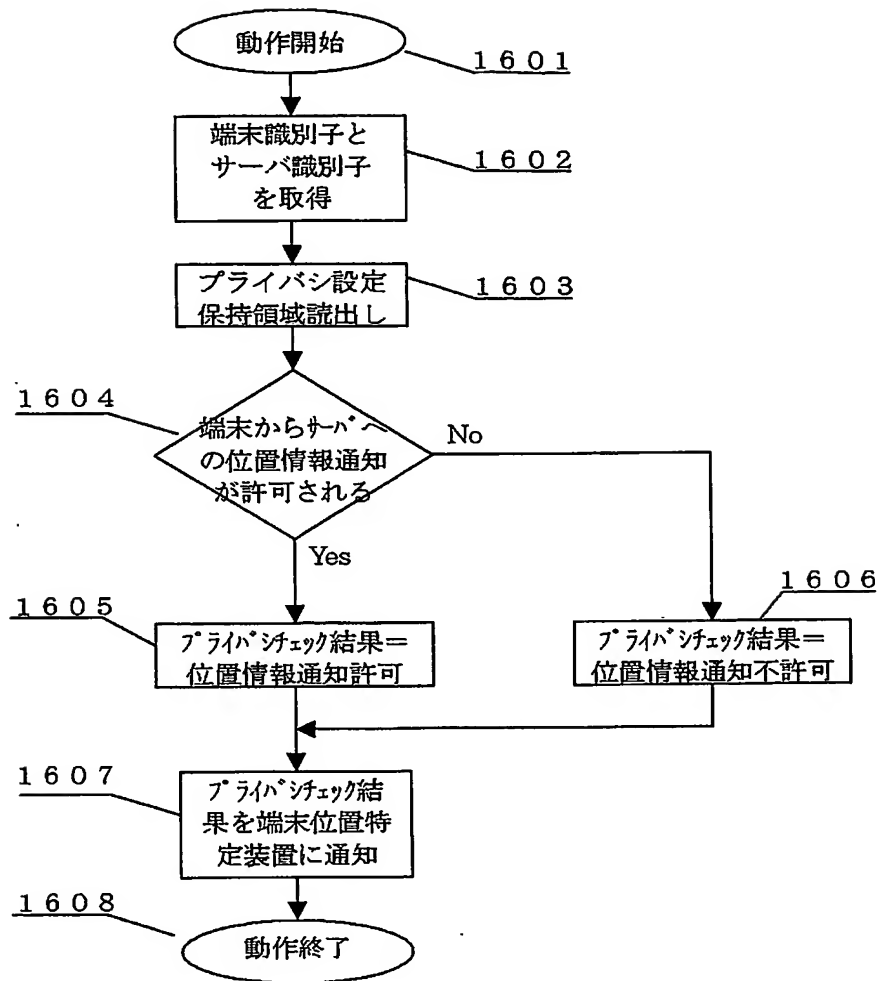 動作開始
1601
端末識別子と
サーバ識別子
を取得
1602
プライバシ設定
保持領域読出し
1603
1604
端末からｻｰﾊﾞへ
の位置情報通知
が許可される
No
Yes
1605
ﾌﾟﾗｲﾊﾞｼﾁｪｯｸ結果＝
位置情報通知許可
1606
ﾌﾟﾗｲﾊﾞｼﾁｪｯｸ結果＝
位置情報通知不許可
1607
ﾌﾟﾗｲﾊﾞｼﾁｪｯｸ結
果を端末位置特
定装置に通知
1608
動作終了